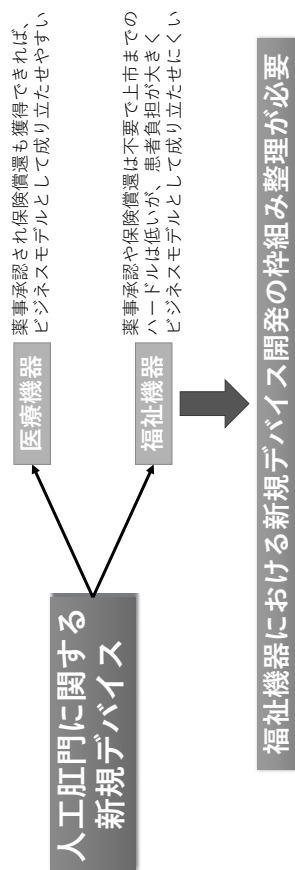 人工肛門に関する
新規デバイス
医療機器
薬事承認され保険償還も獲得できれば、
ビジネスモデルとして成り立たせやすい
福祉機器
薬事承認や保険償還は不要で上市までの
ハードルは低いが、患者負担が大きく
ビジネスモデルとして成り立たせにくい
福祉機器における新規デバイス開発の枠組み整理が必要